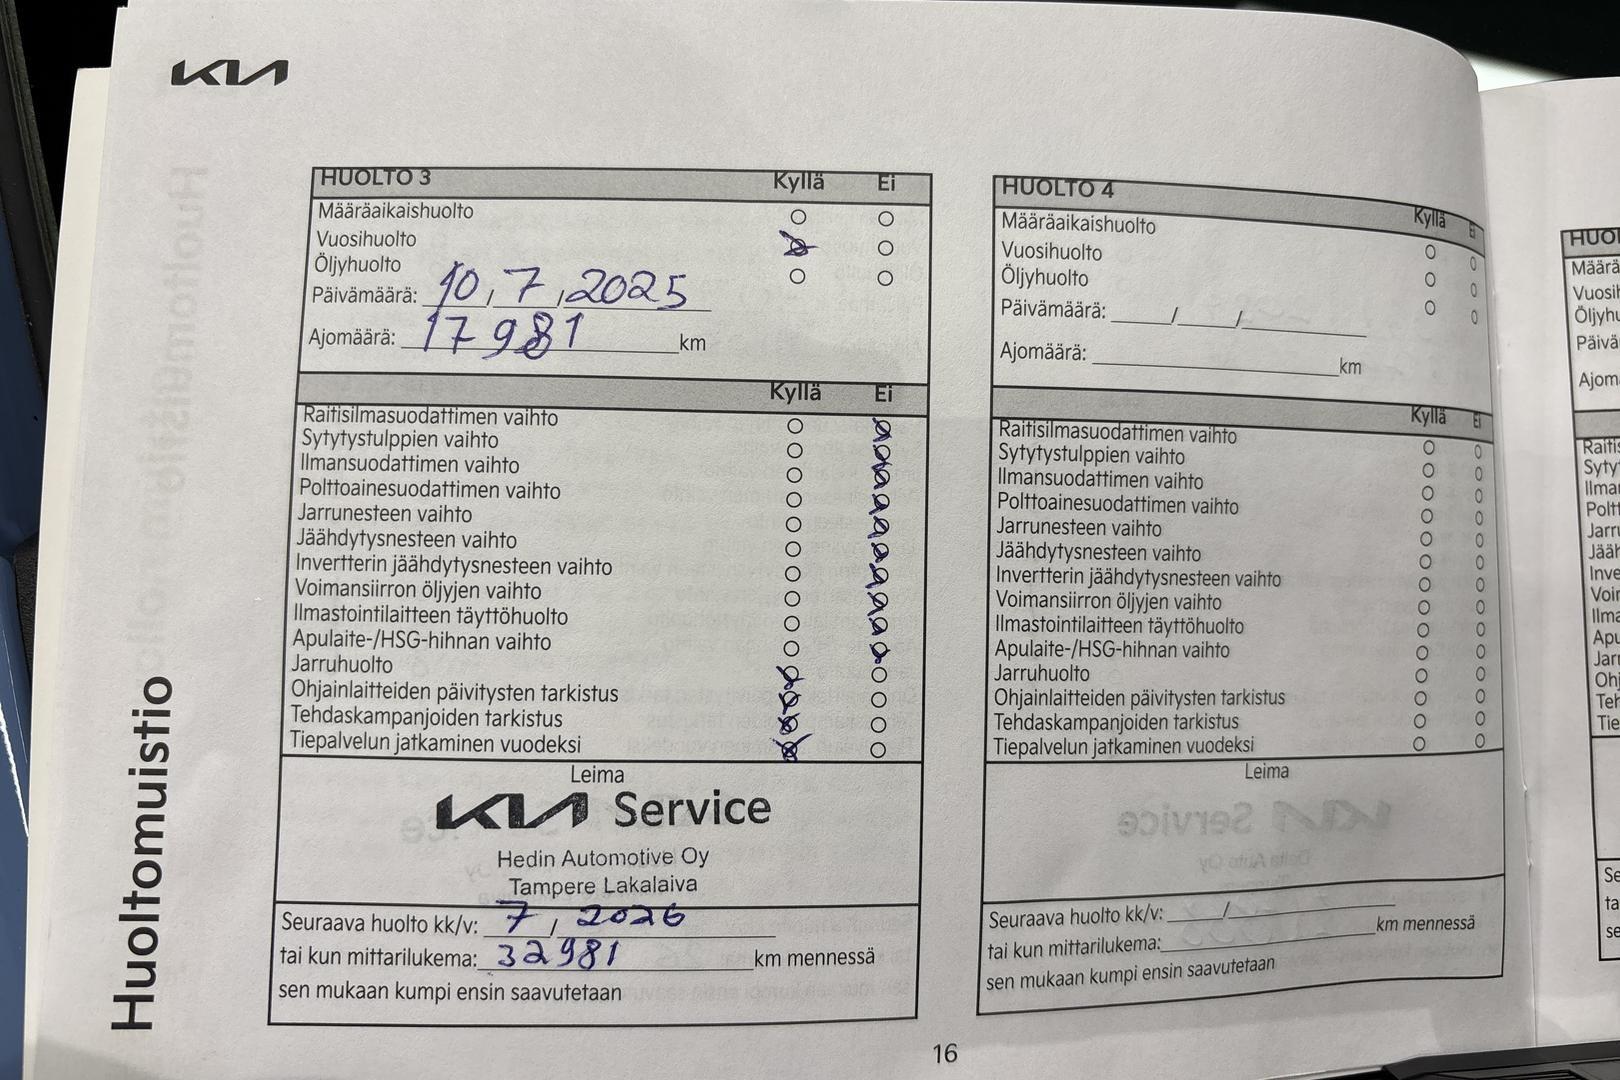 KIA
Huoltomuistio
HUOLTO 3 Kyllä Ei
Määräaikaishuolto
Vuosihuolto
Öljyhuolto
Päivämäärä: 10 / 7 / 2025
Ajomäärä: 17981 km
Kyllä Ei
Raitisilmasuodattimen vaihto
Sytytystulppien vaihto
Ilmansuodattimen vaihto
Polttoainesuodattimen vaihto
Jarrunesteen vaihto
Jäähdytysnesteen vaihto
Invertterin jäähdytysnesteen vaihto
Voimansiirron öljyjen vaihto
Ilmastointilaitteen täyttöhuolto
Apulaite-/HSG-hihnan vaihto
Jarruhuolto
Ohjainlaitteiden päivitysten tarkistus
Tehdaskampanjoiden tarkistus
Tiepalvelun jatkaminen vuodeksi
Leima
KIA Service
Hedin Automotive Oy
Tampere Lakalaiva
Seuraava huolto kk/v: 7 / 2026
tai kun mittarilukema: 32981 km mennessä
sen mukaan kumpi ensin saavutetaan
HUOLTO 4 Kyllä Ei
Määräaikaishuolto
Vuosihuolto
Öljyhuolto
Päivämäärä: / /
Ajomäärä: km
Kyllä Ei
Raitisilmasuodattimen vaihto
Sytytystulppien vaihto
Ilmansuodattimen vaihto
Polttoainesuodattimen vaihto
Jarrunesteen vaihto
Jäähdytysnesteen vaihto
Invertterin jäähdytysnesteen vaihto
Voimansiirron öljyjen vaihto
Ilmastointilaitteen täyttöhuolto
Apulaite-/HSG-hihnan vaihto
Jarruhuolto
Ohjainlaitteiden päivitysten tarkistus
Tehdaskampanjoiden tarkistus
Tiepalvelun jatkaminen vuodeksi
Leima
Seuraava huolto kk/v: /
tai kun mittarilukema: km mennessä
sen mukaan kumpi ensin saavutetaan
16